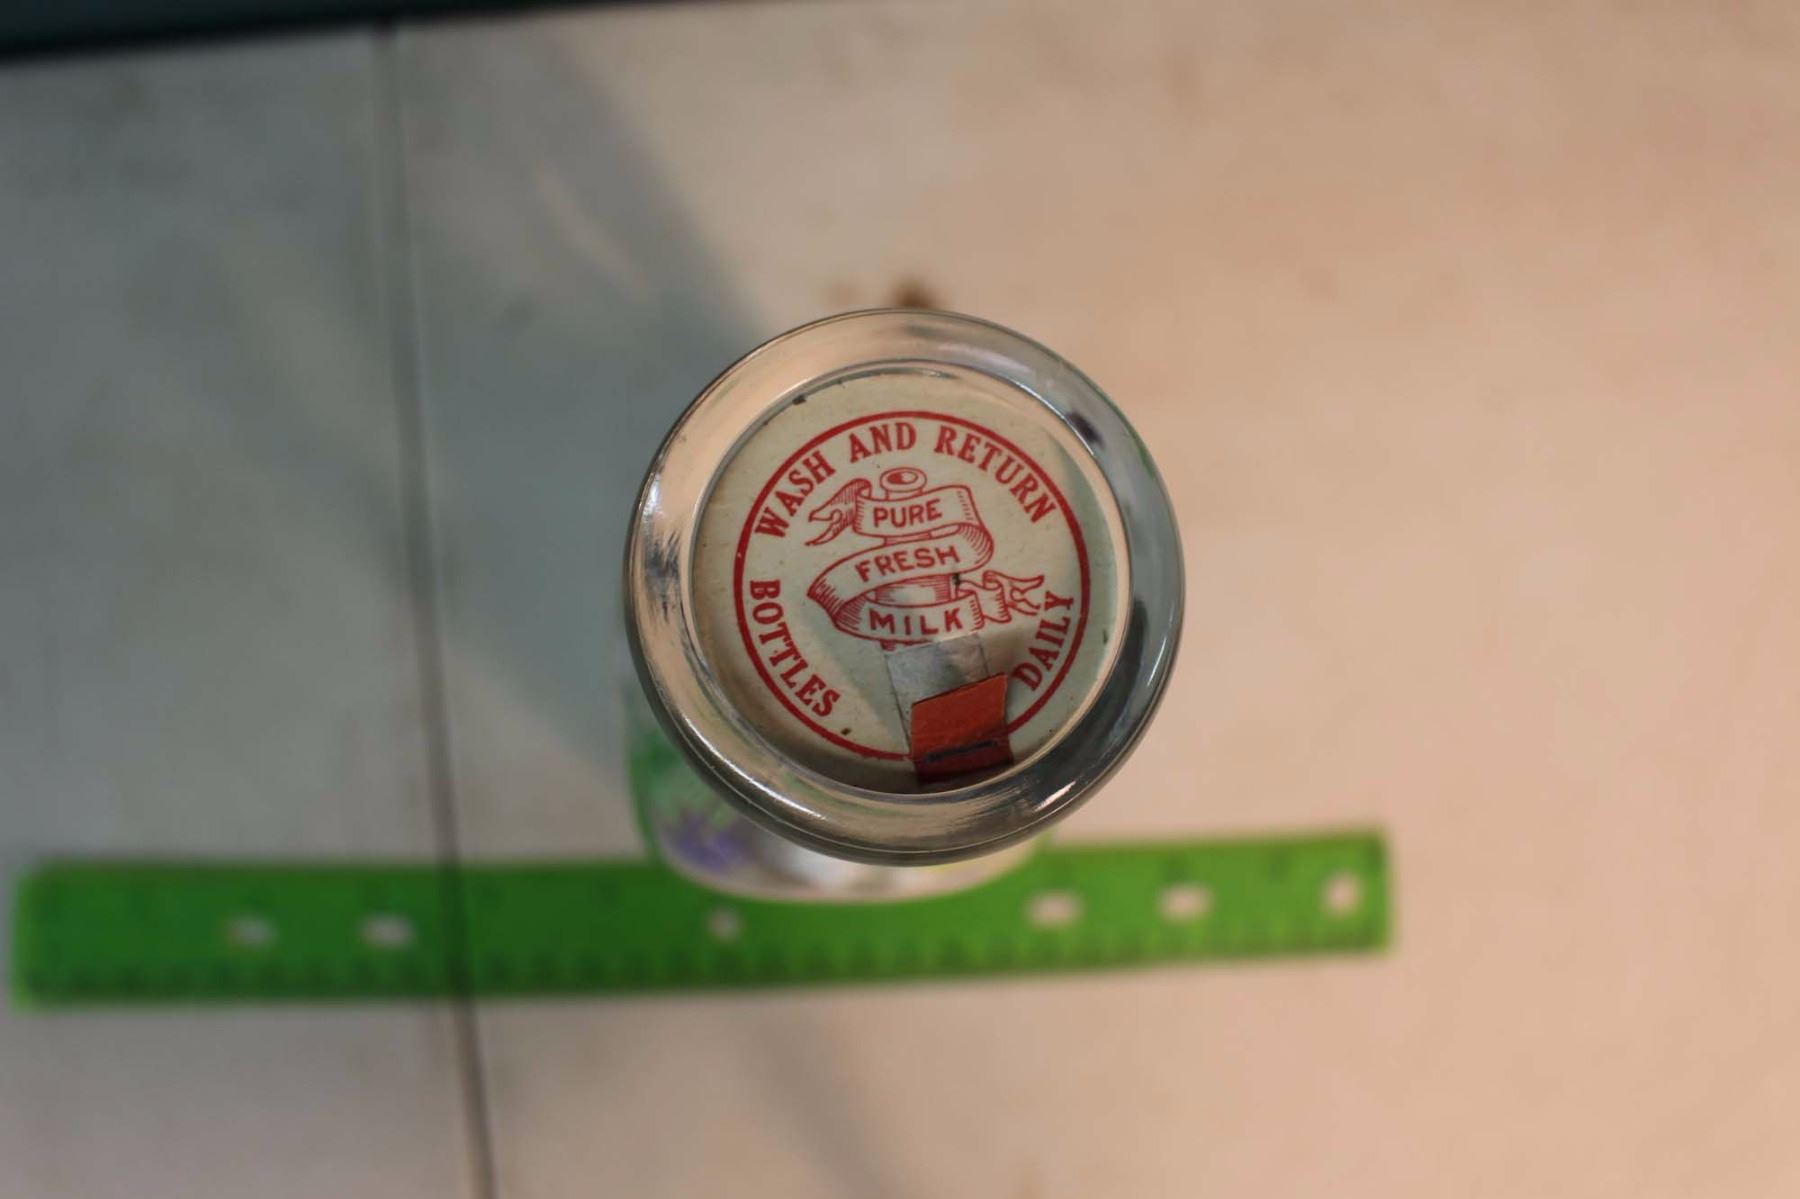 WASH AND RETURN
BOTTLES DAILY
PURE
FRESH
MILK